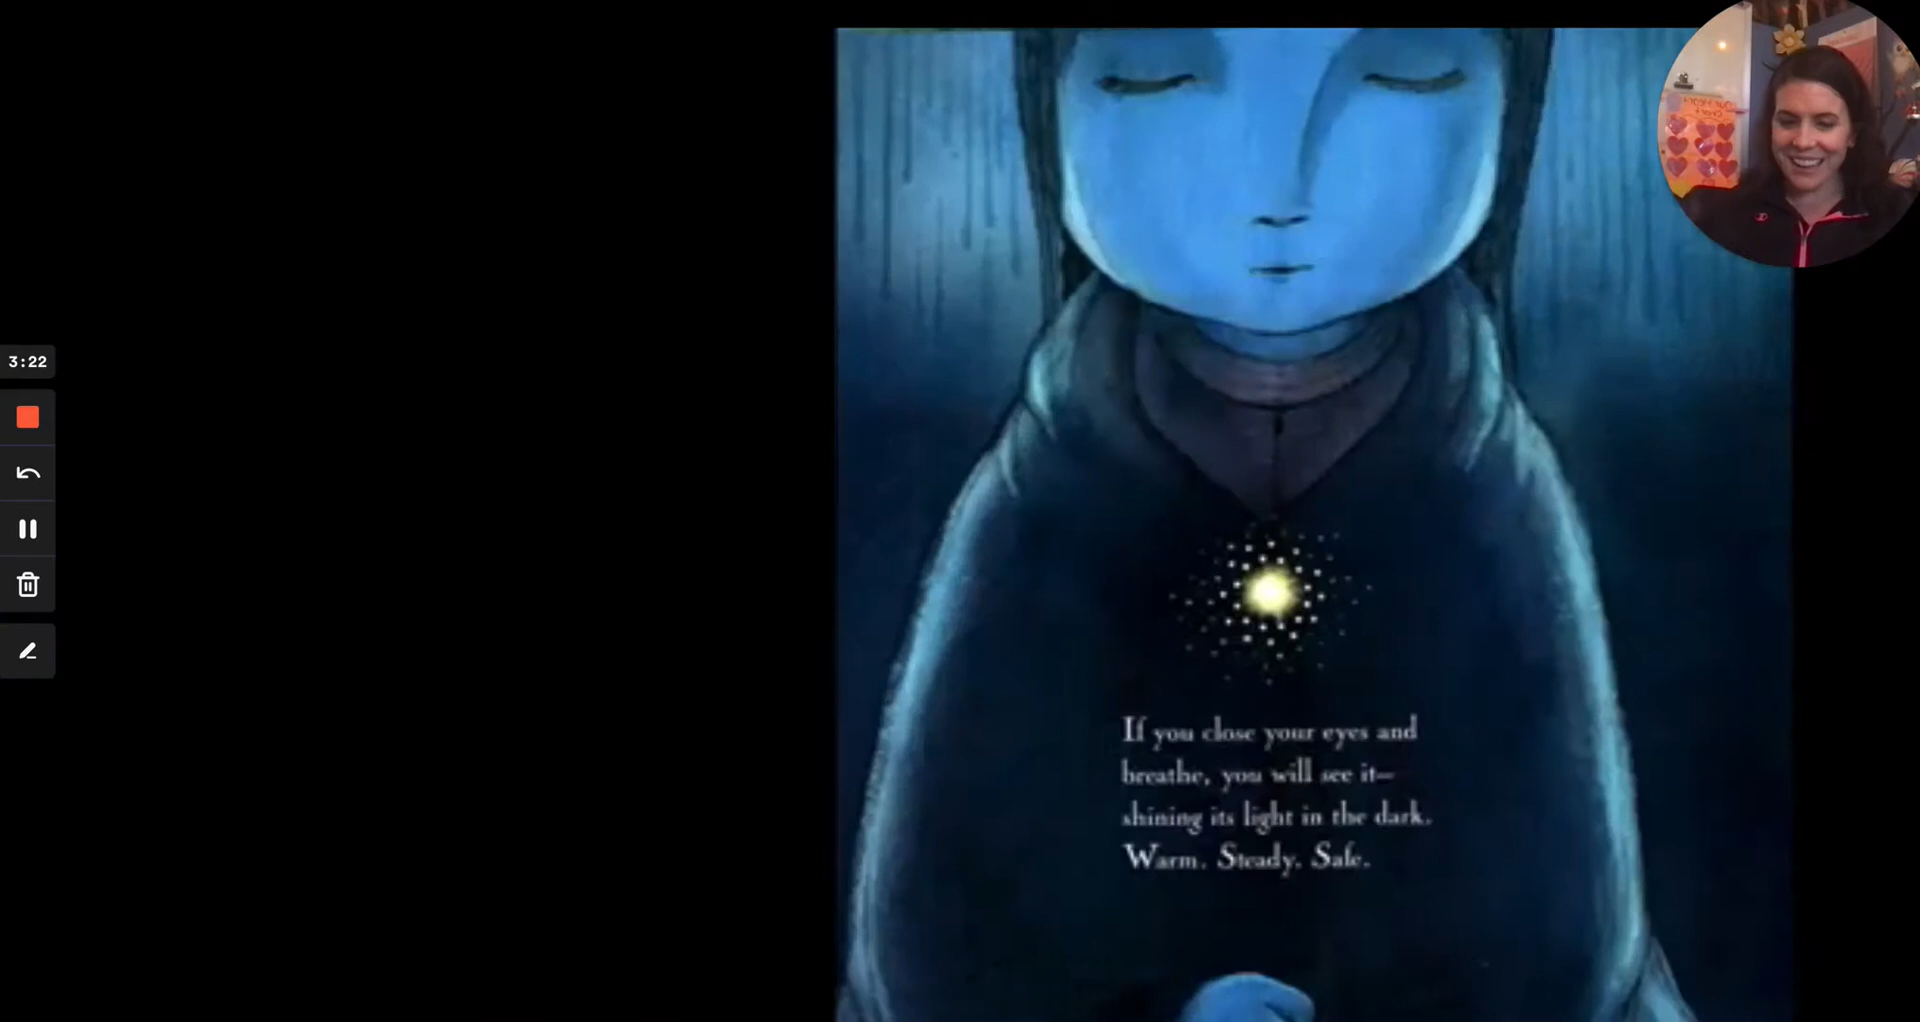 3:22
If you close your eyes and
breathe, you will see it—
shining its light in the dark.
Warm. Steady. Safe.